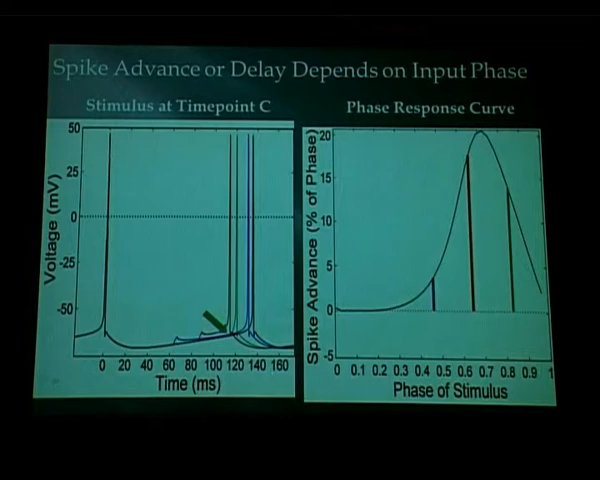 Spike Advance or Delay Depends on Input Phase
Stimulus at Timepoint C
Phase Response Curve
50
25
0
-25
-50
Voltage (mV)
0 20 40 60 80 100 120 140 160
Time (ms)
20
15
10
5
0
-5
Spike Advance (% of Phase)
0 0.1 0.2 0.3 0.4 0.5 0.6 0.7 0.8 0.9 1
Phase of Stimulus